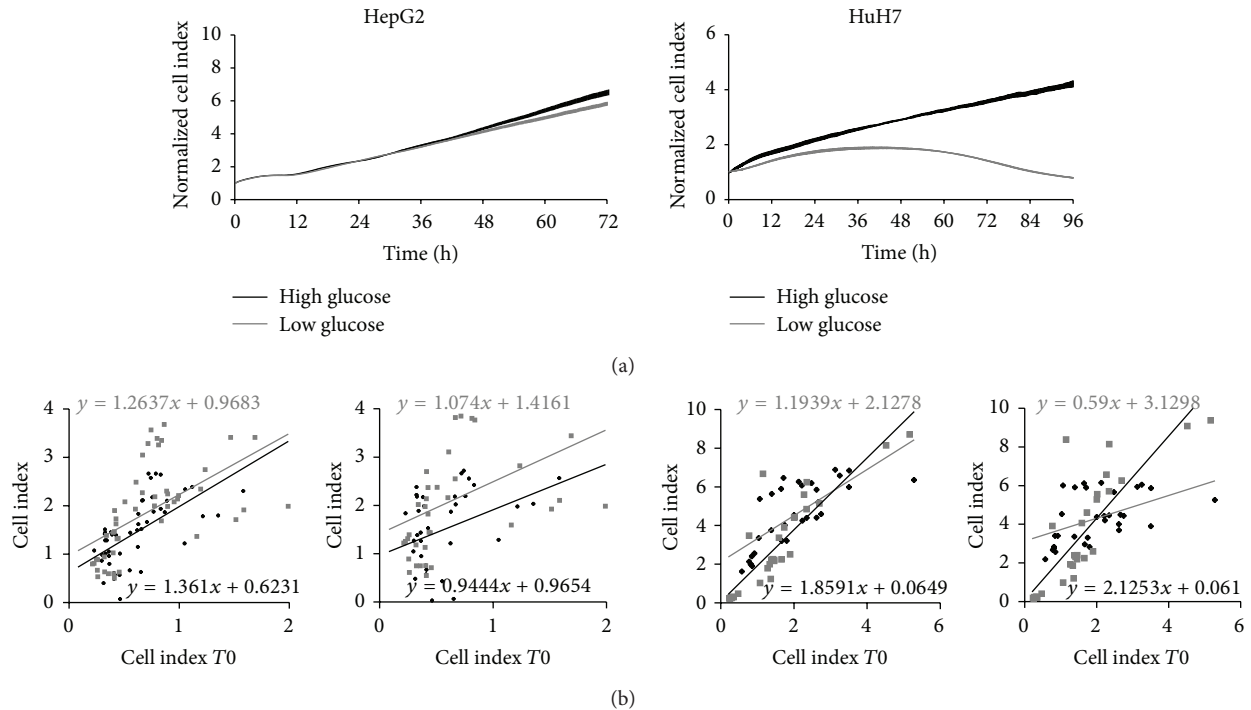 HepG2
HuH7
Normalized cell index
10
8
6
4
2
0
0 12 24 36 48 60 72
Time (h)
High glucose
Low glucose
Normalized cell index
6
4
2
0
0 12 24 36 48 60 72 84 96
Time (h)
High glucose
Low glucose
(a)
y = 1.2637x + 0.9683
Cell index
4
3
2
1
0
y = 1.361x + 0.6231
0 1 2
Cell index T0
y = 1.074x + 1.4161
Cell index
4
3
2
1
0
y = 0.9444x + 0.9654
0 1 2
Cell index T0
y = 1.1939x + 2.1278
Cell index
10
8
6
4
2
0
y = 1.8591x + 0.0649
0 2 4 6
Cell index T0
y = 0.59x + 3.1298
Cell index
10
8
6
4
2
0
y = 2.1253x + 0.061
0 2 4 6
Cell index T0
(b)